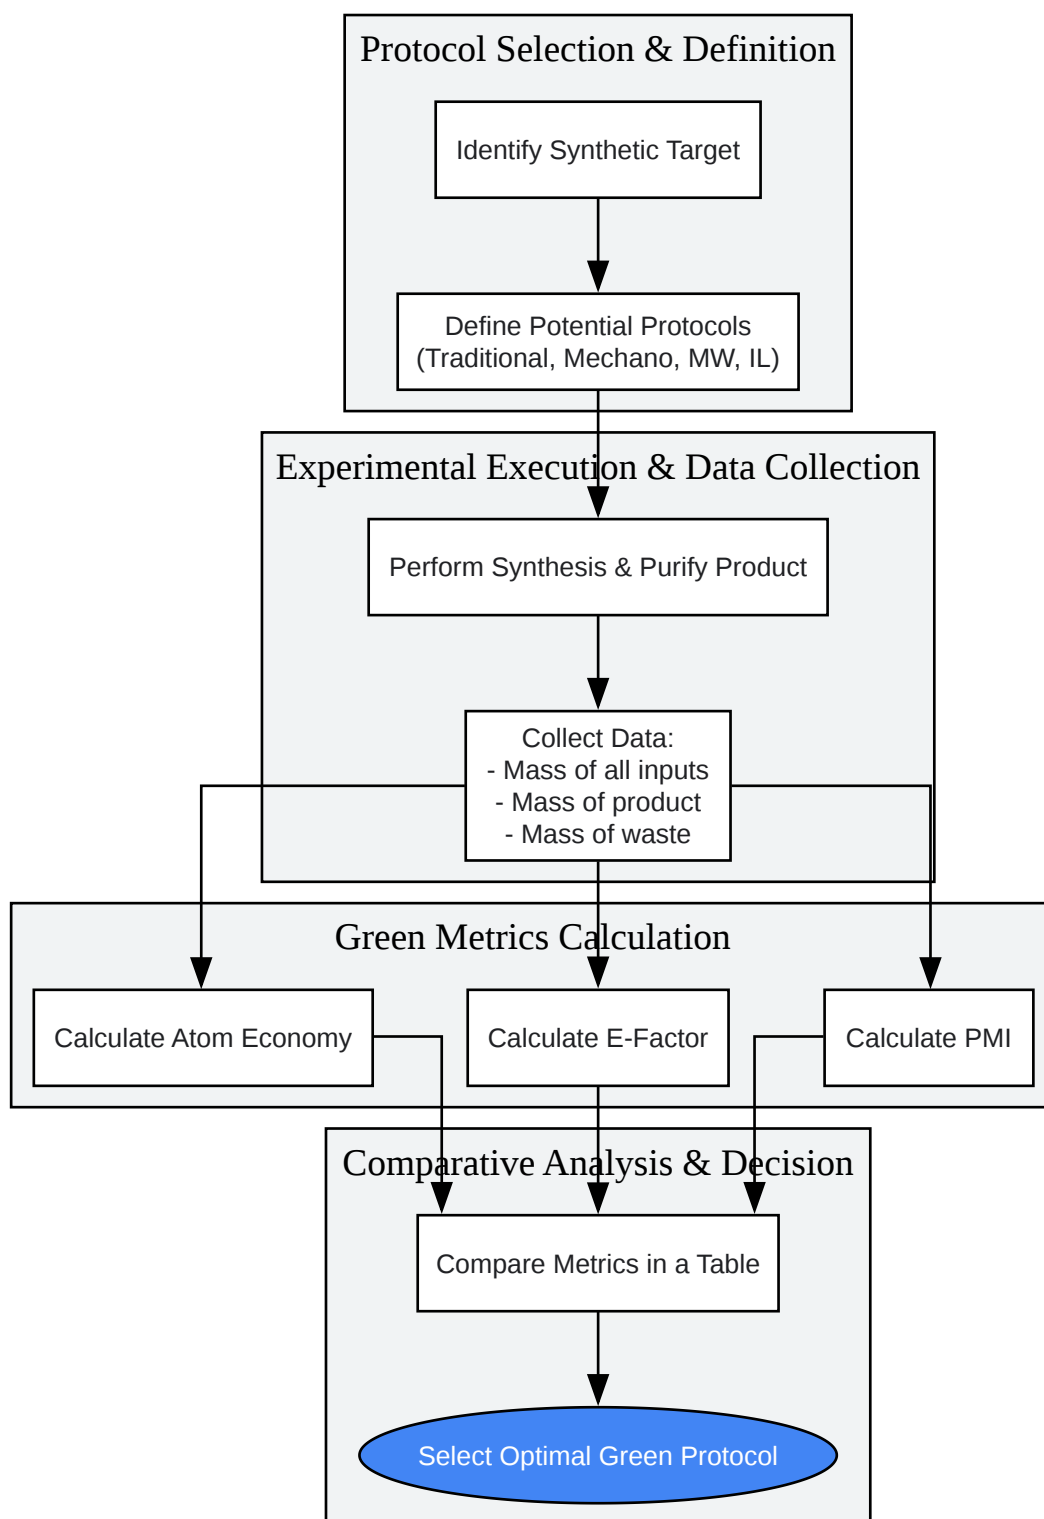 Protocol Selection & Definition
Identify Synthetic Target
Define Potential Protocols
(Traditional, Mechano, MW, IL)
Experimental Execution & Data Collection
Perform Synthesis & Purify Product
Collect Data:
- Mass of all inputs
- Mass of product
- Mass of waste
Green Metrics Calculation
Calculate Atom Economy
Calculate E-Factor
Calculate PMI
Comparative Analysis & Decision
Compare Metrics in a Table
Select Optimal Green Protocol